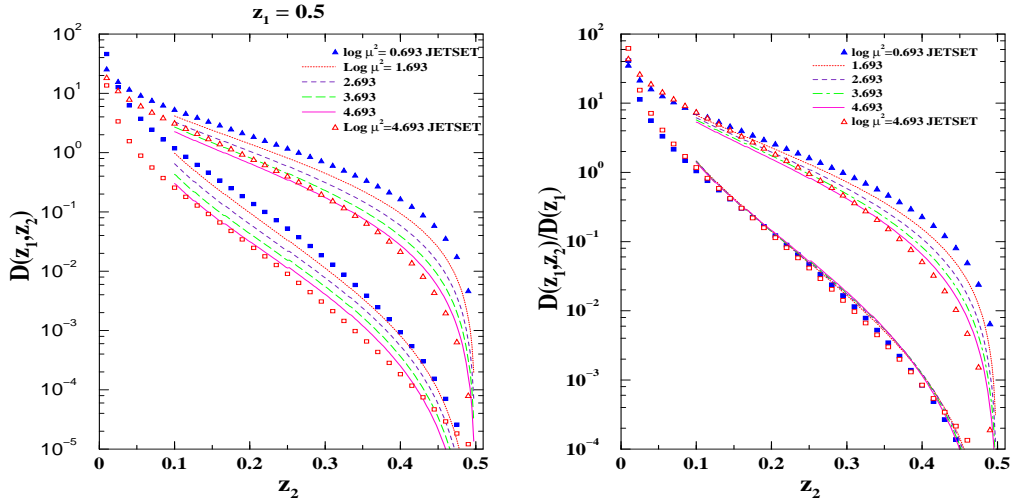 z₁ = 0.5
D(z₁,z₂)
10²
10¹
10⁰
10⁻¹
10⁻²
10⁻³
10⁻⁴
10⁻⁵
log μ²= 0.693 JETSET
Log μ²= 1.693
2.693
3.693
4.693
Log μ²=4.693 JETSET
0 0.1 0.2 0.3 0.4 0.5
z₂
D(z₁,z₂)/D(z₁)
10²
10¹
10⁰
10⁻¹
10⁻²
10⁻³
10⁻⁴
log μ²=0.693 JETSET
1.693
2.693
3.693
4.693
log μ²=4.693 JETSET
0 0.1 0.2 0.3 0.4 0.5
z₂